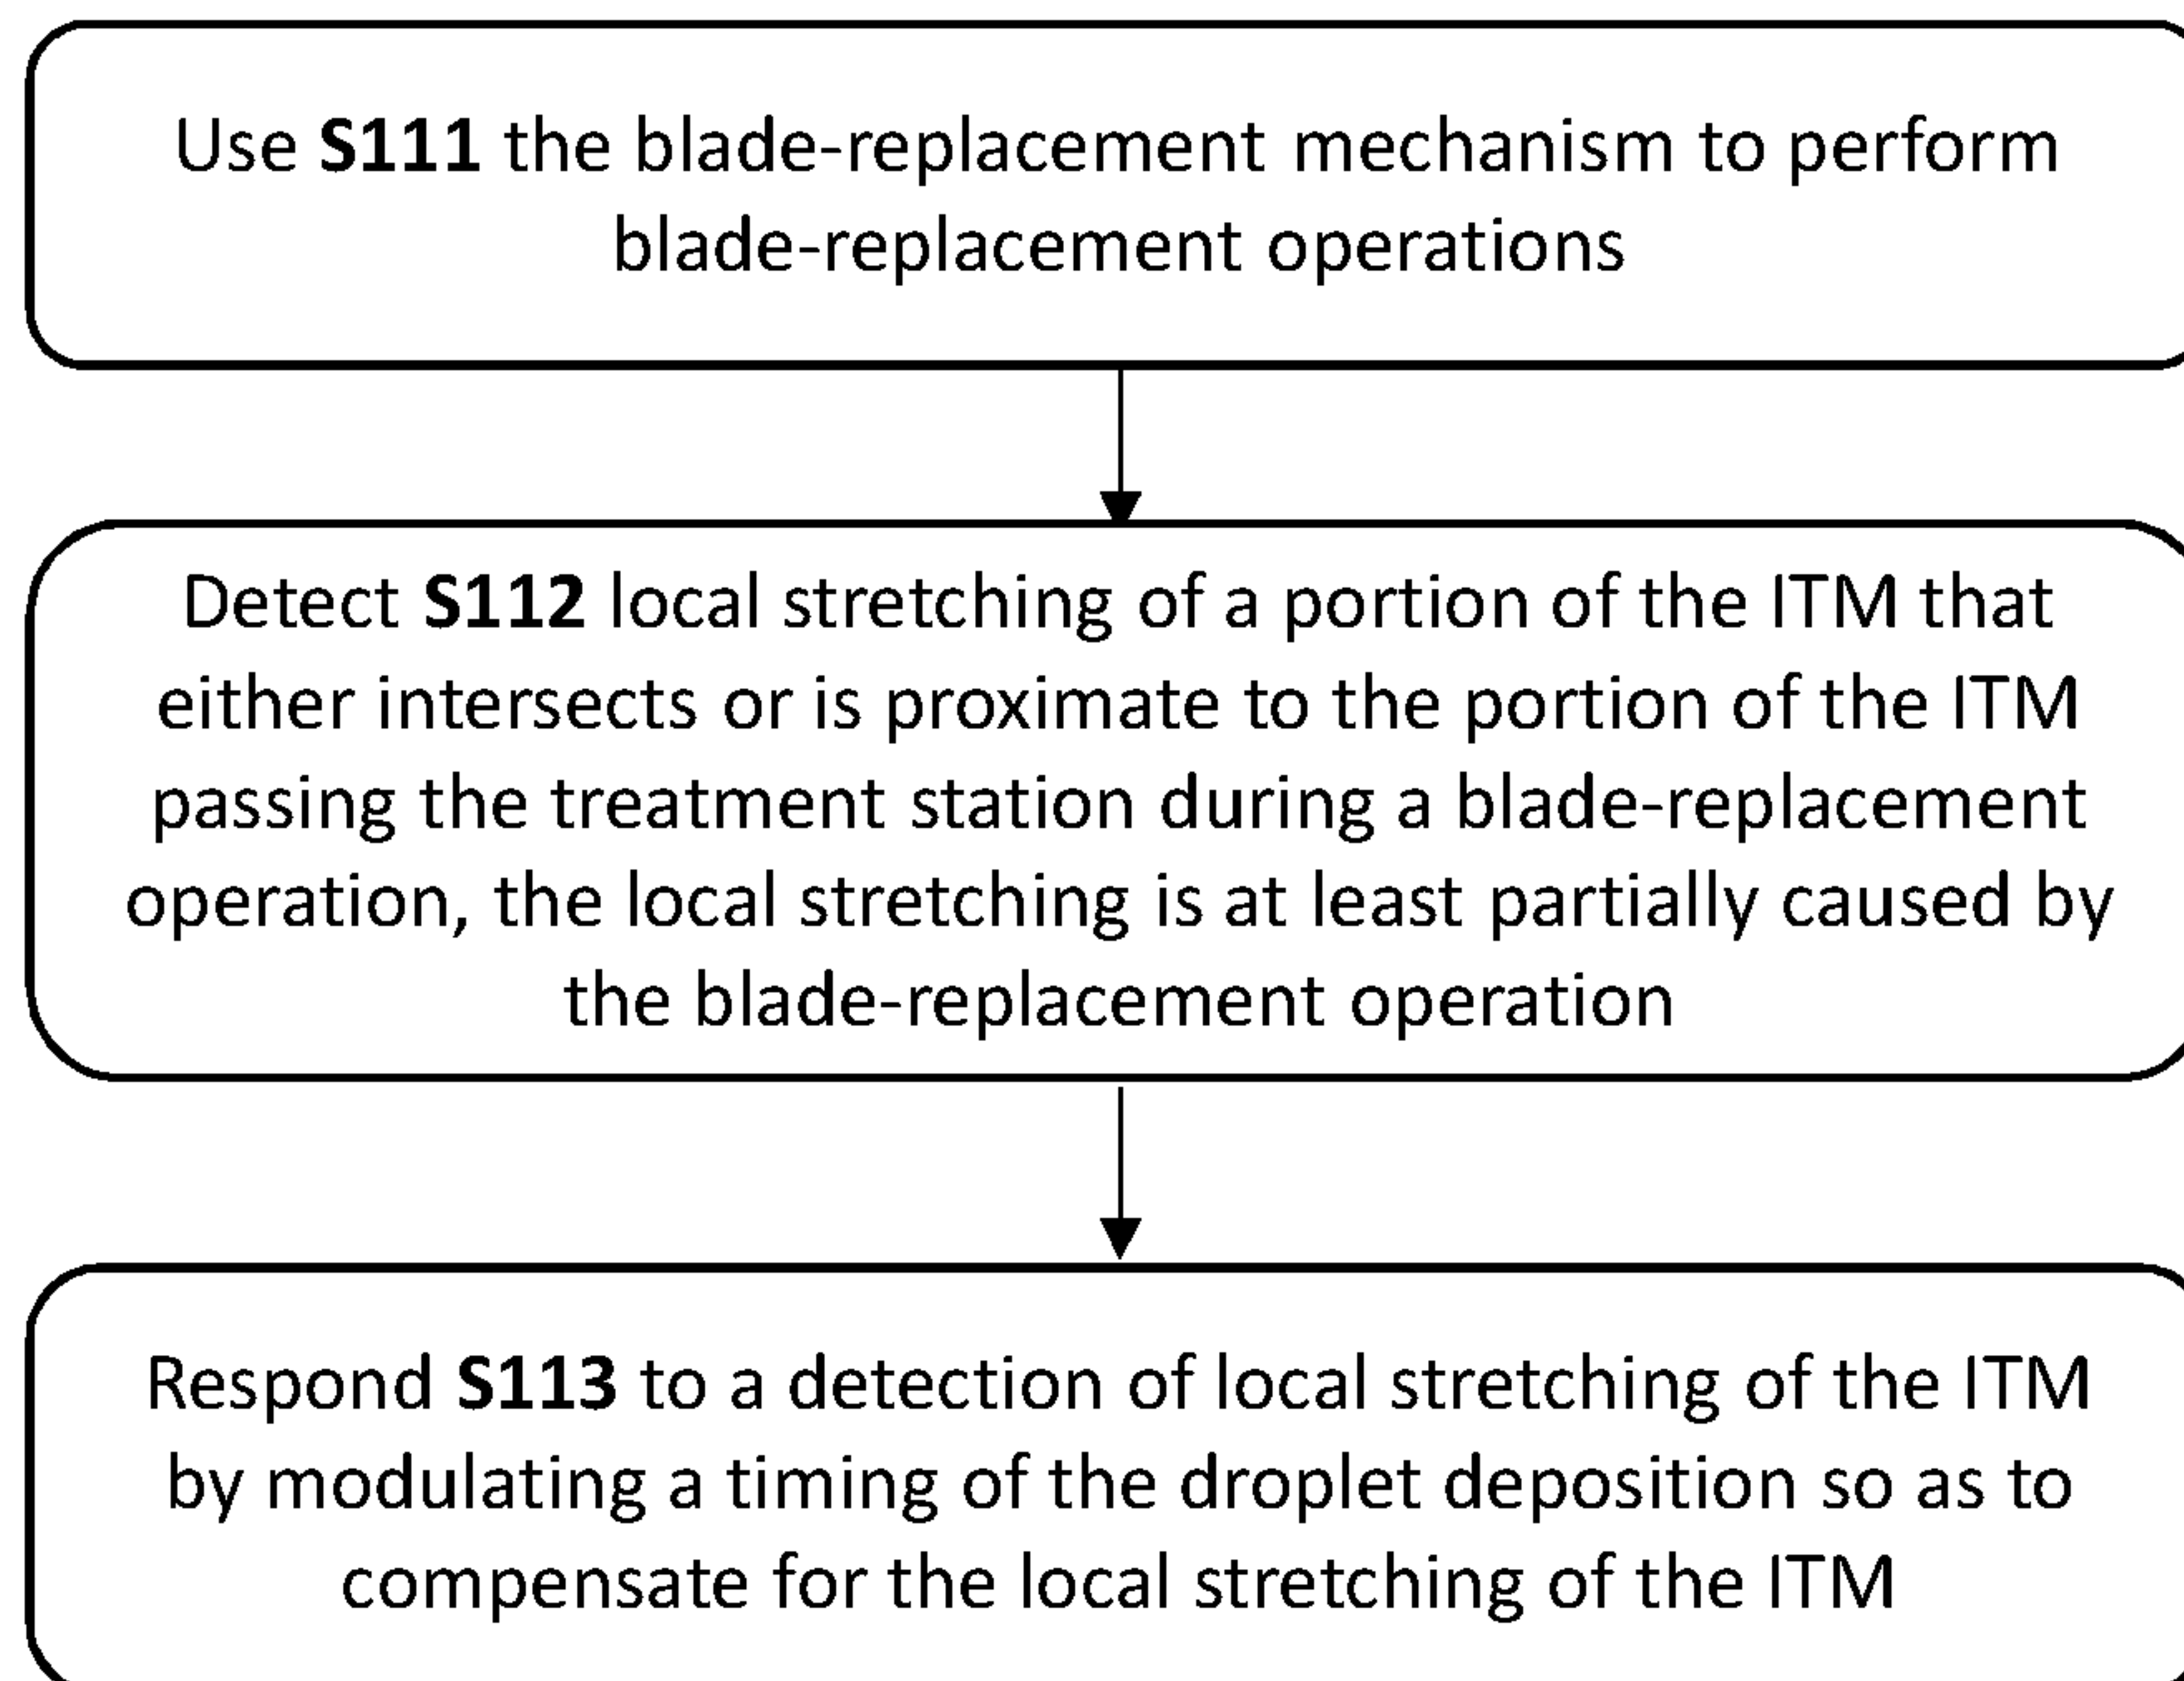 Use S111 the blade-replacement mechanism to perform
blade-replacement operations
Detect S112 local stretching of a portion of the ITM that
either intersects or is proximate to the portion of the ITM
passing the treatment station during a blade-replacement
operation, the local stretching is at least partially caused by
the blade-replacement operation
Respond S113 to a detection of local stretching of the ITM
by modulating a timing of the droplet deposition so as to
compensate for the local stretching of the ITM